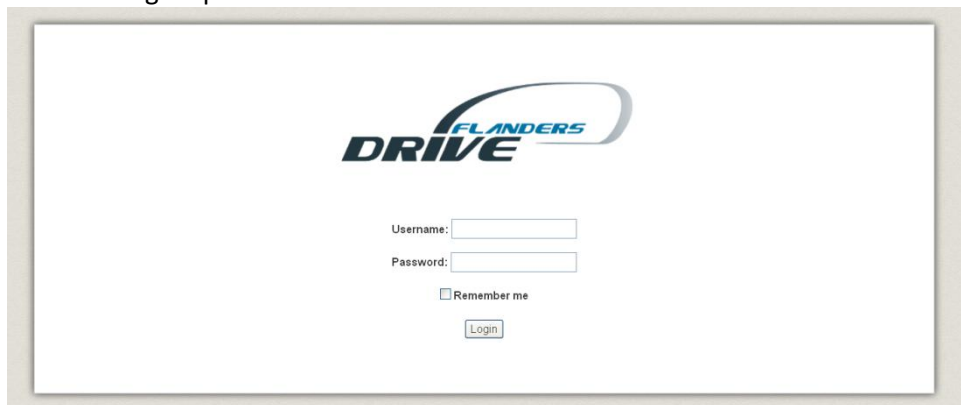 FLANDERS
DRIVE
Username:
Password:
Remember me
Login